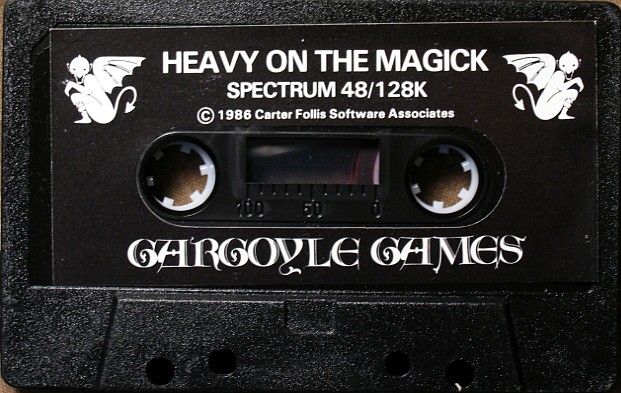 HEAVY ON THE MAGICK
SPECTRUM 48/128K
© 1986 Carter Follis Software Associates
100 50 0
GARGOYLE GAMES